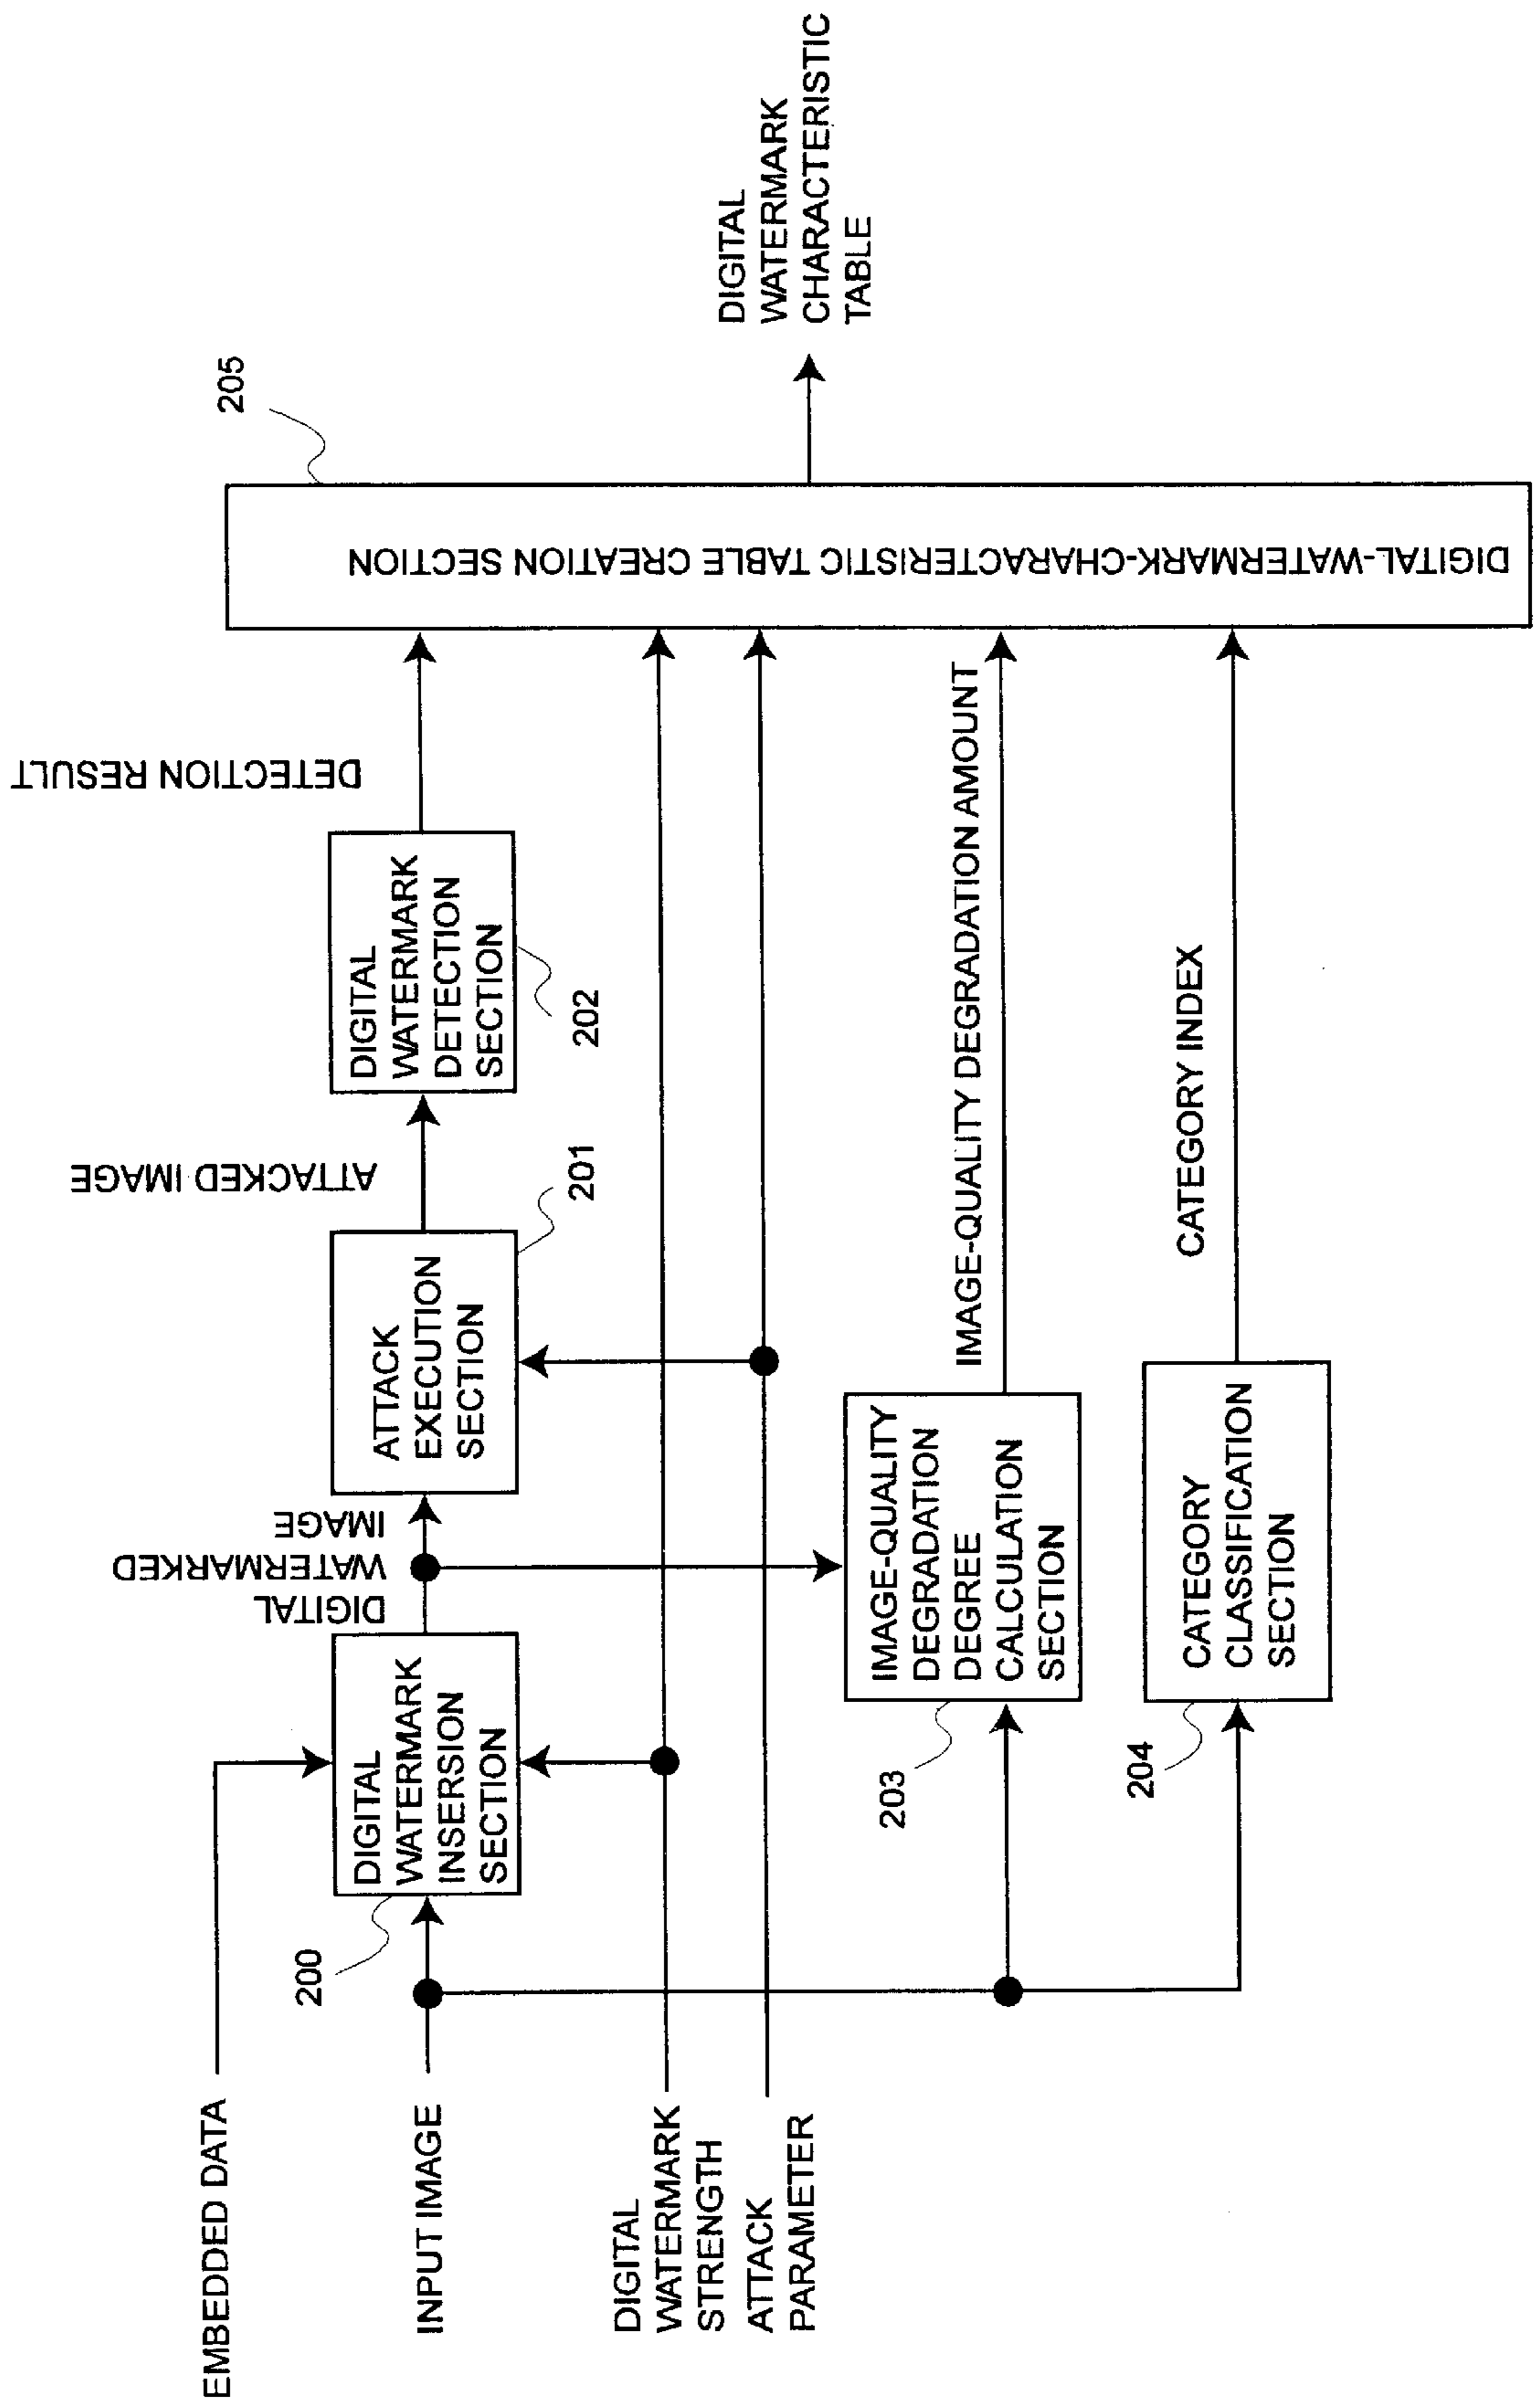 EMBEDDED DATA
INPUT IMAGE
DIGITAL
WATERMARK
STRENGTH
ATTACK
PARAMETER
200
DIGITAL
WATERMARK
INSERSION
SECTION
DIGITAL
WATERMARKED
IMAGE
ATTACK
EXECUTION
SECTION
201
ATTACKED IMAGE
DIGITAL
WATERMARK
DETECTION
SECTION
202
DETECTION RESULT
203
IMAGE-QUALITY
DEGRADATION
DEGREE
CALCULATION
SECTION
IMAGE-QUALITY DEGRADATION AMOUNT
204
CATEGORY
CLASSIFICATION
SECTION
CATEGORY INDEX
205
DIGITAL-WATERMARK-CHARACTERISTIC TABLE CREATION SECTION
DIGITAL
WATERMARK
CHARACTERISTIC
TABLE